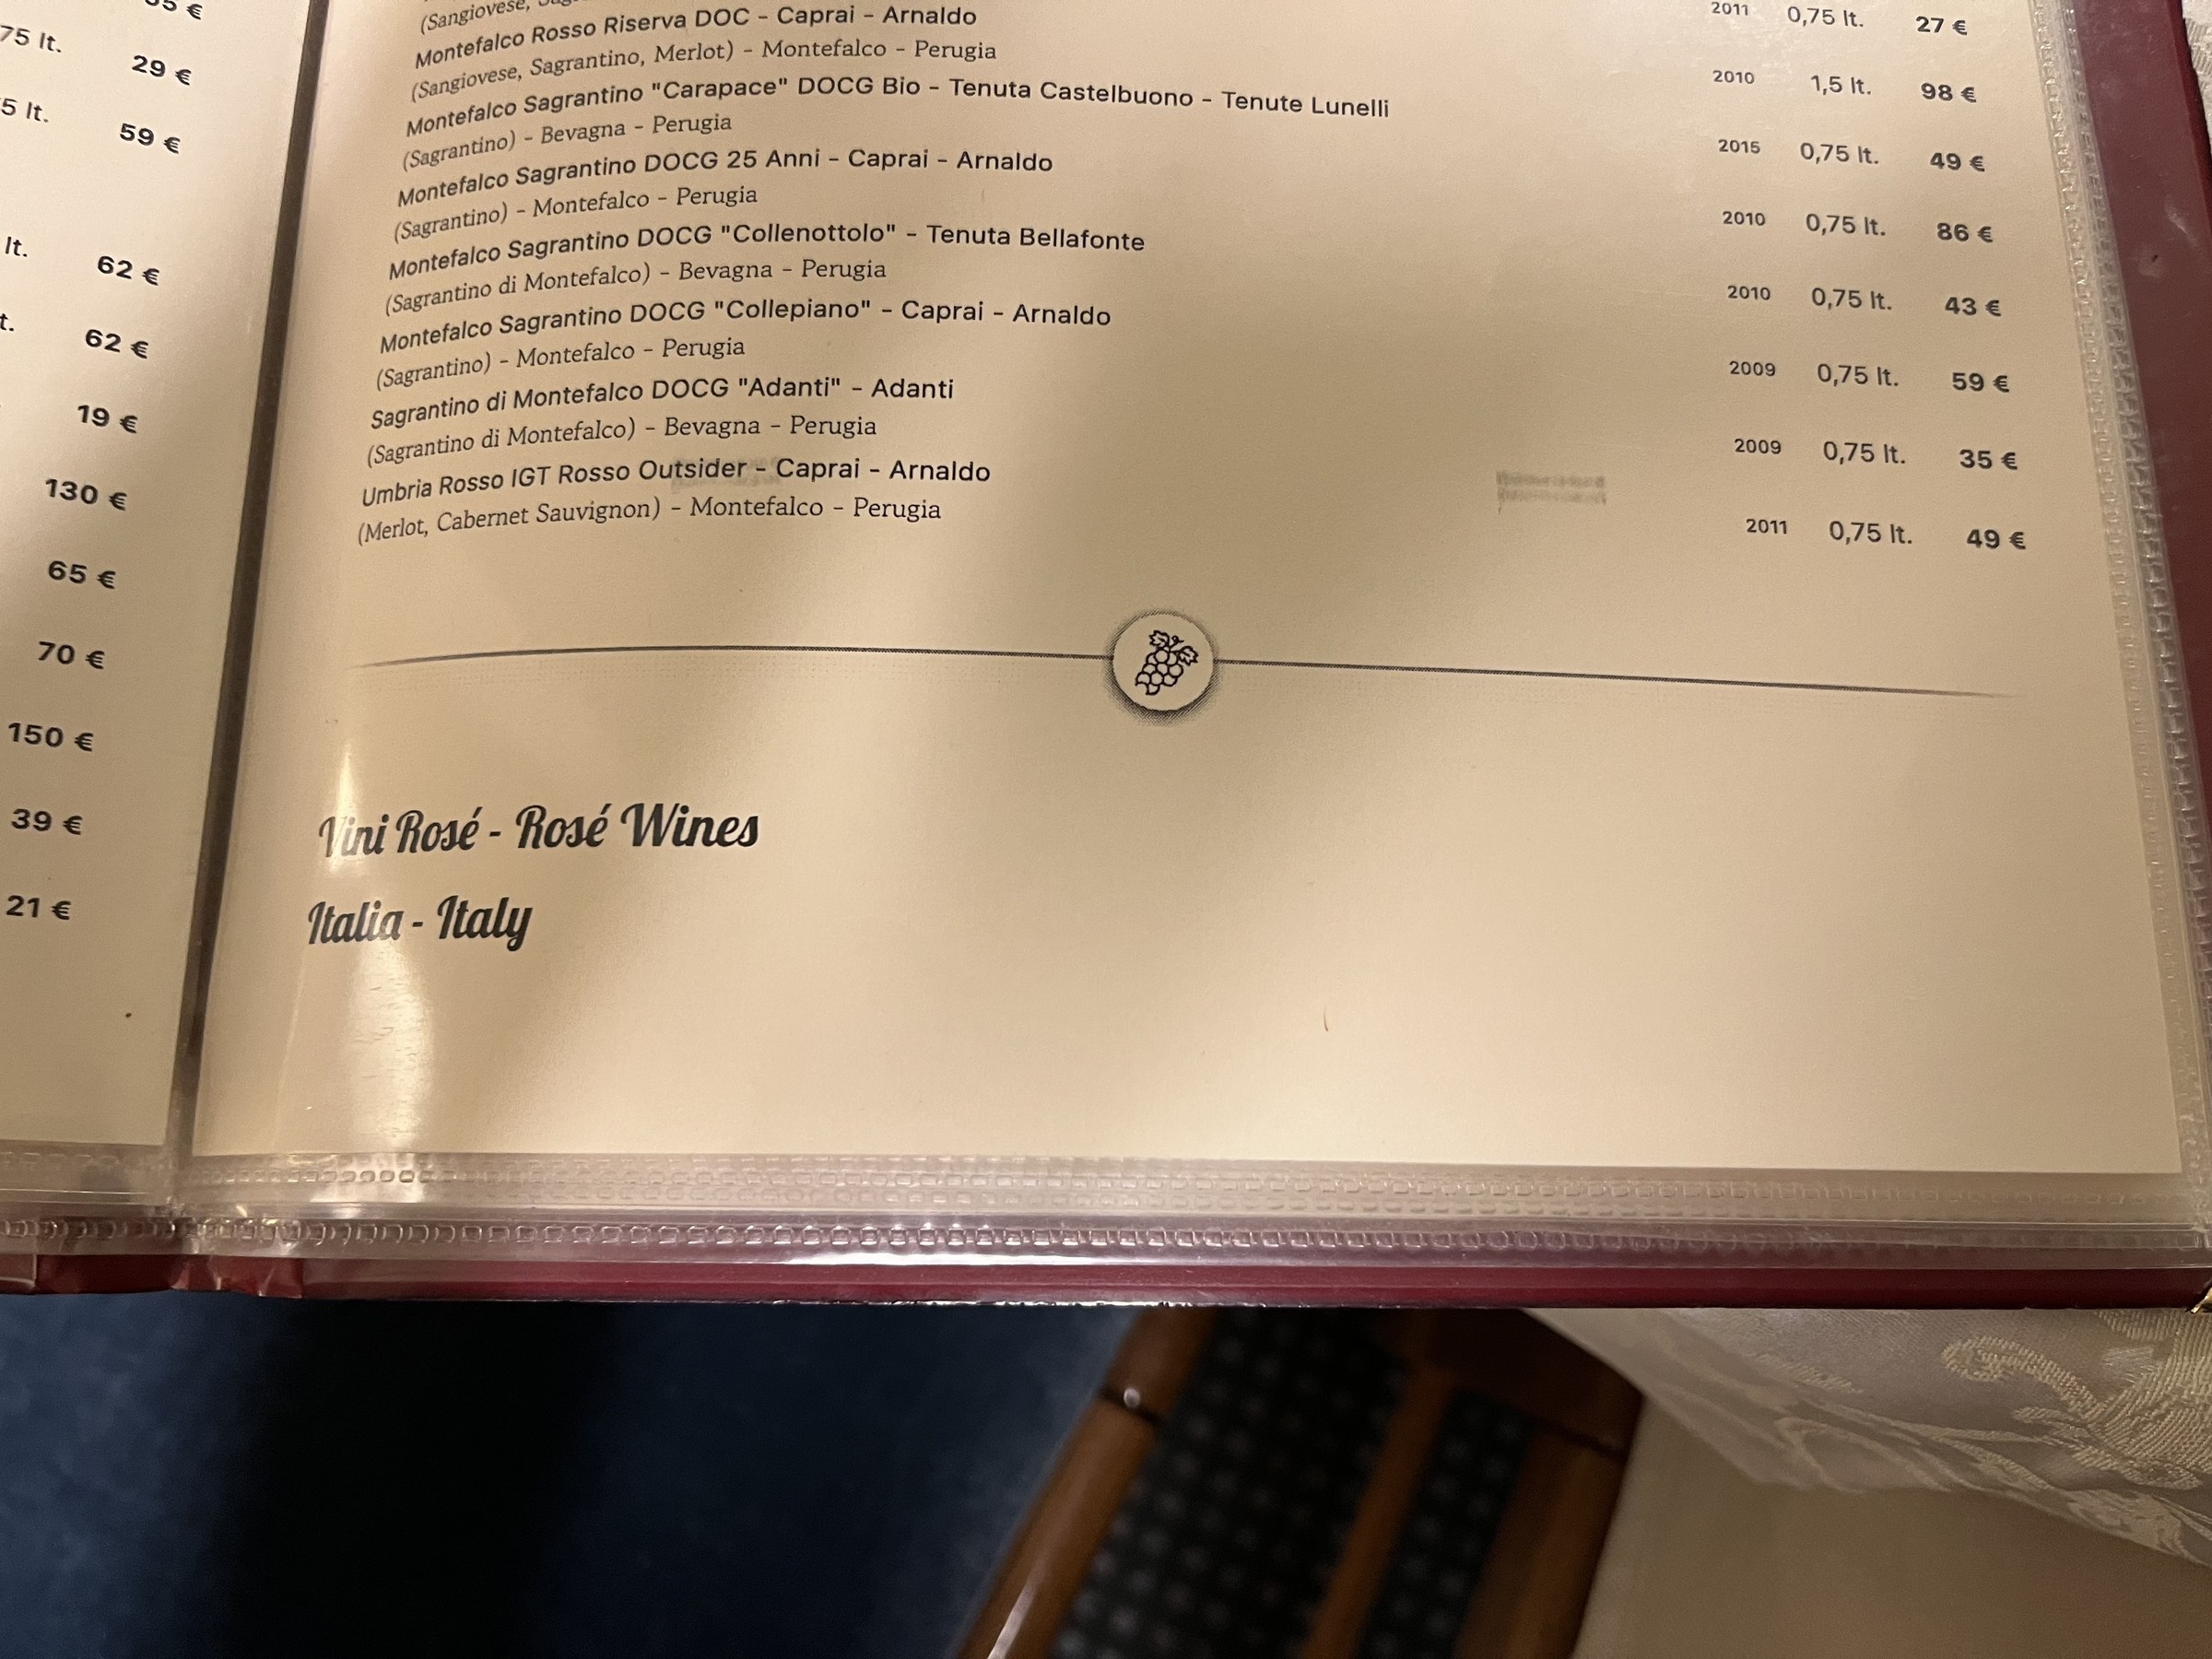 75 lt. 29 €
5 lt. 59 €
lt. 62 €
t. 62 €
19 €
130 €
65 €
70 €
150 €
39 €
21 €
2011 0,75 lt. 27 €
(Sangiovese,
Montefalco Rosso Riserva DOC - Caprai - Arnaldo 2010 1,5 lt. 98 €
(Sangiovese, Sagrantino, Merlot) - Montefalco - Perugia
Montefalco Sagrantino "Carapace" DOCG Bio - Tenuta Castelbuono - Tenute Lunelli 2015 0,75 lt. 49 €
(Sagrantino) - Bevagna - Perugia
Montefalco Sagrantino DOCG 25 Anni - Caprai - Arnaldo 2010 0,75 lt. 86 €
(Sagrantino) - Montefalco - Perugia
Montefalco Sagrantino DOCG "Collenottolo" - Tenuta Bellafonte 2010 0,75 lt. 43 €
(Sagrantino di Montefalco) - Bevagna - Perugia
Montefalco Sagrantino DOCG "Collepiano" - Caprai - Arnaldo 2009 0,75 lt. 59 €
(Sagrantino) - Montefalco - Perugia
Sagrantino di Montefalco DOCG "Adanti" - Adanti 2009 0,75 lt. 35 €
(Sagrantino di Montefalco) - Bevagna - Perugia
Umbria Rosso IGT Rosso Outsider - Caprai - Arnaldo 2011 0,75 lt. 49 €
(Merlot, Cabernet Sauvignon) - Montefalco - Perugia
Vini Rosé - Rosé Wines
Italia - Italy